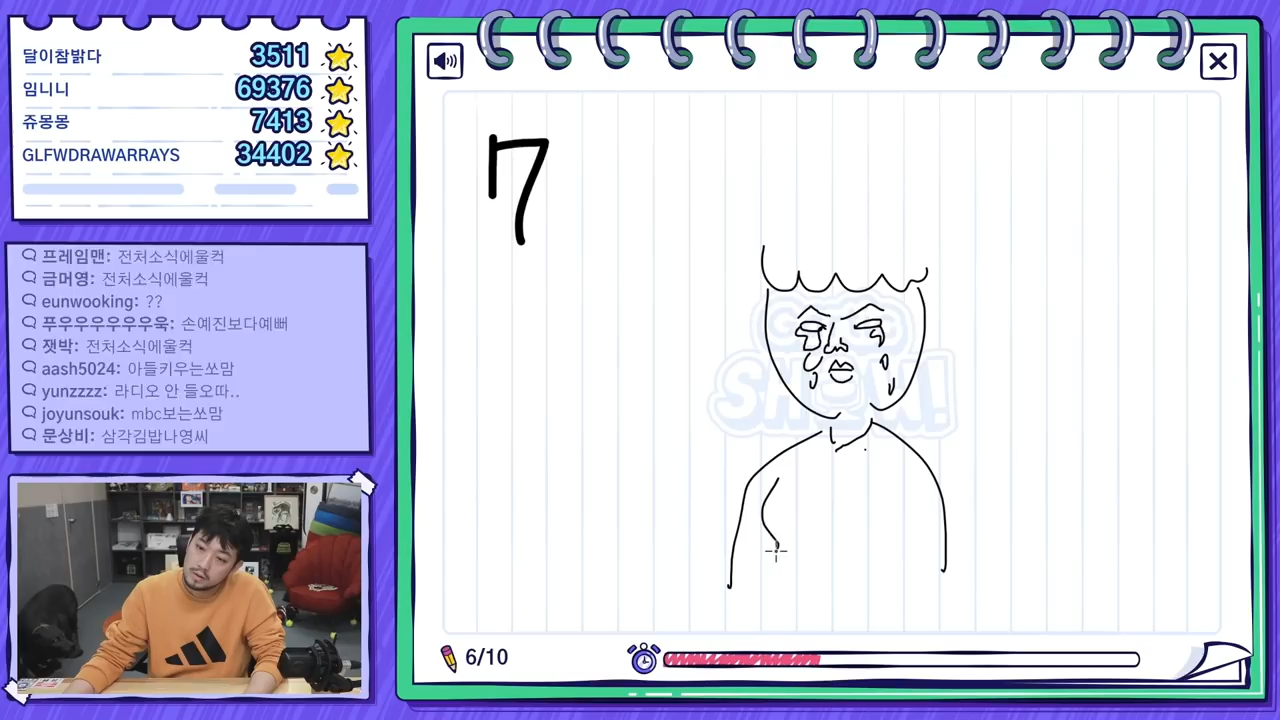 달이참밝다 3511
임니니 69376
쥬몽몽 7413
GLFWDRAWARRAYS 34402
프레임맨: 전처소식에울컥
금머영: 전처소식에울컥
eunwooking: ??
푸우우우우우우욱: 손예진보다예뻐
잿박: 전처소식에울컥
aash5024: 아들키우는쏘맘
yunzzzz: 라디오 안 들오따..
joyunsouk: mbc보는쏘맘
문상비: 삼각김밥나영씨
7
SHOW!
6/10